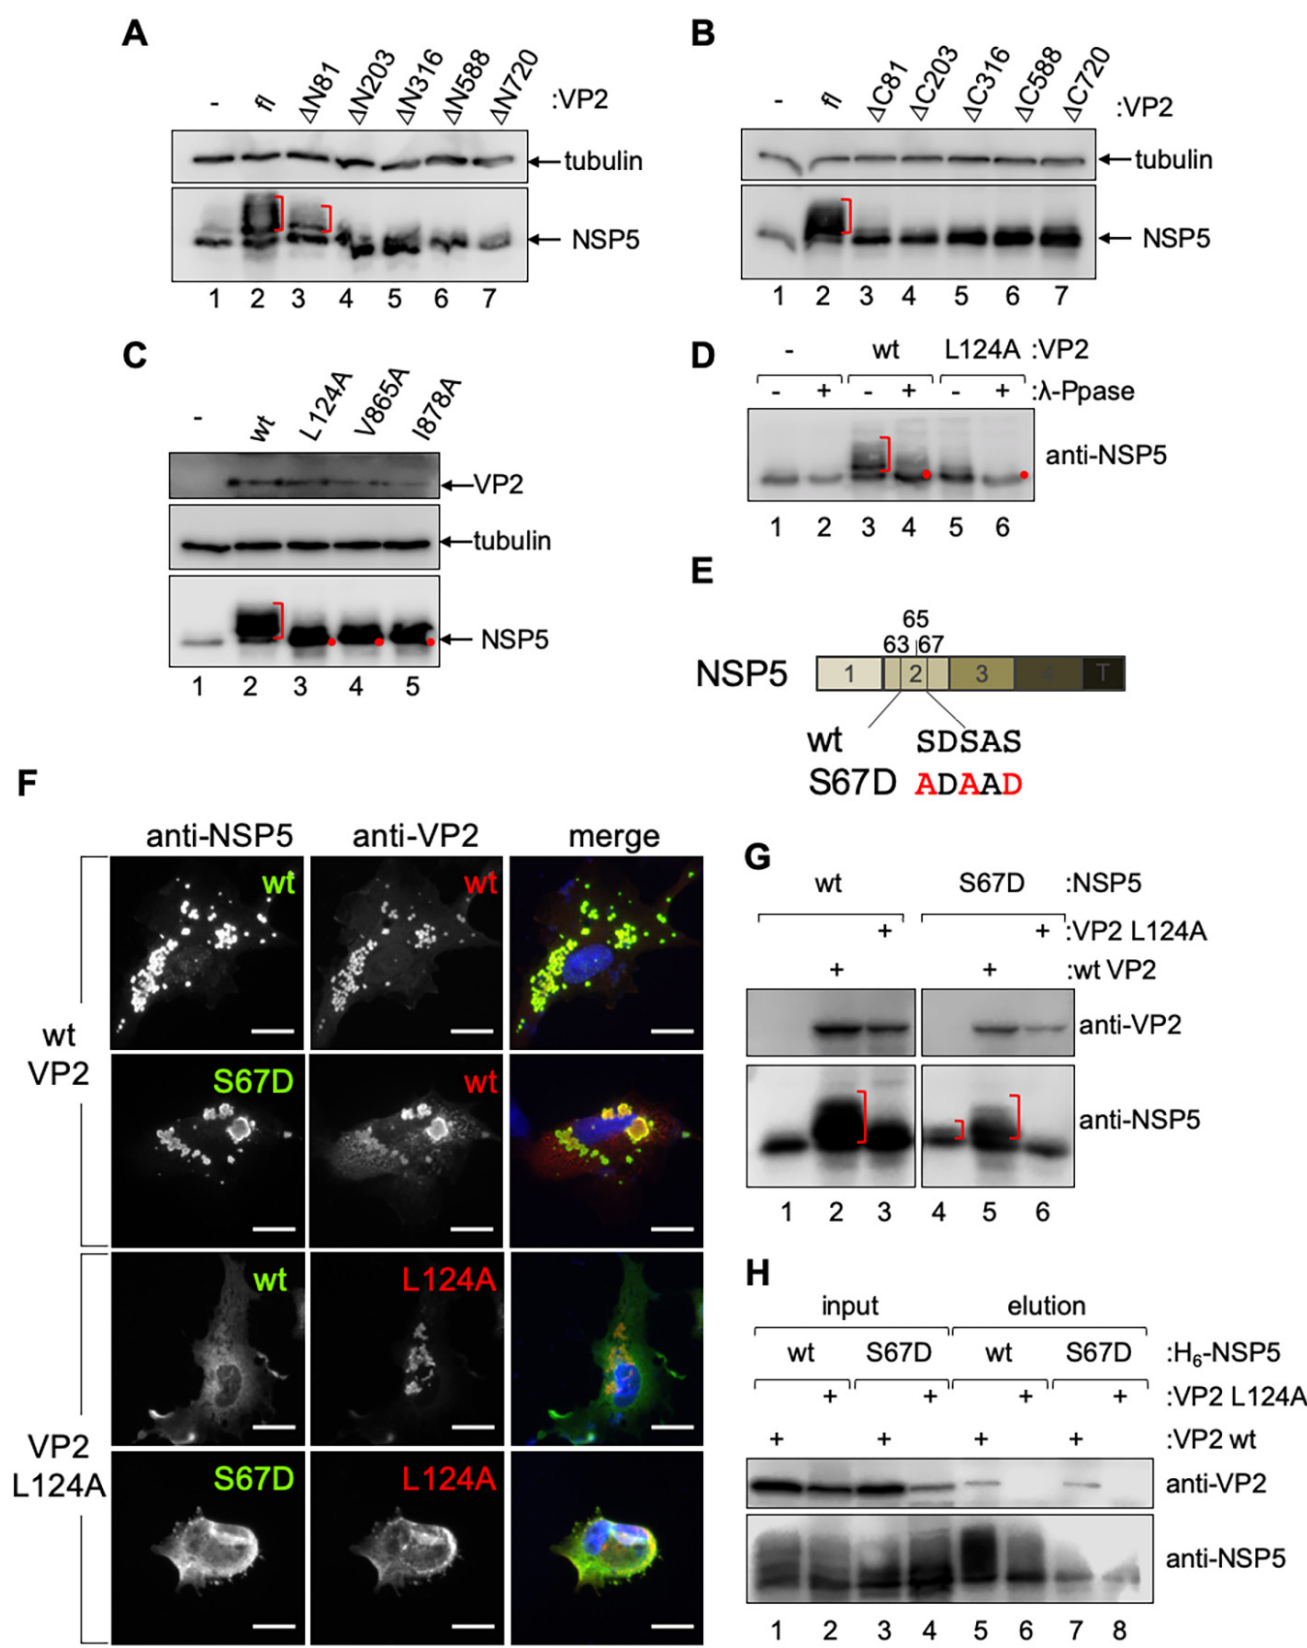 A
- fl ΔN81 ΔN203 ΔN316 ΔN588 ΔN720 :VP2
tubulin
NSP5
1 2 3 4 5 6 7
B
- fl ΔC81 ΔC203 ΔC316 ΔC588 ΔC720 :VP2
tubulin
NSP5
1 2 3 4 5 6 7
C
- wt L124A V865A I878A
VP2
tubulin
NSP5
1 2 3 4 5
D
- wt L124A :VP2
- + - + - + :λ-Ppase
anti-NSP5
1 2 3 4 5 6
E
65
63 67
NSP5 1 2 3 4 T
wt SDSAS
S67D ADAAD
F
anti-NSP5 anti-VP2 merge
wt wt
wt
VP2
S67D wt
wt L124A
VP2
L124A
S67D L124A
G
wt S67D :NSP5
+ + :VP2 L124A
+ + :wt VP2
anti-VP2
anti-NSP5
1 2 3 4 5 6
H
input elution
wt S67D wt S67D :H₆-NSP5
+ + + + :VP2 L124A
+ + + + :VP2 wt
anti-VP2
anti-NSP5
1 2 3 4 5 6 7 8